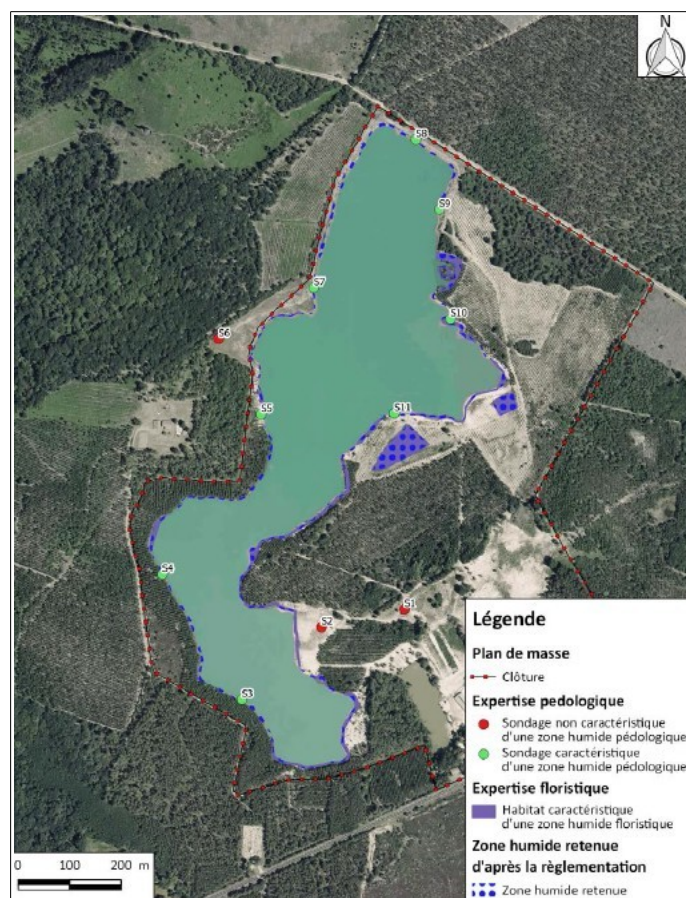 N
S8
S9
S7
S10
S6
S5
S11
S4
S1
S2
S3
Légende
Plan de masse
Clôture
Expertise pedologique
Sondage non caractéristique
d'une zone humide pédologique
Sondage caractéristique
d'une zone humide pédologique
Expertise floristique
Habitat caractéristique
d'une zone humide floristique
Zone humide retenue
d'après la règlementation
Zone humide retenue
0 100 200 m